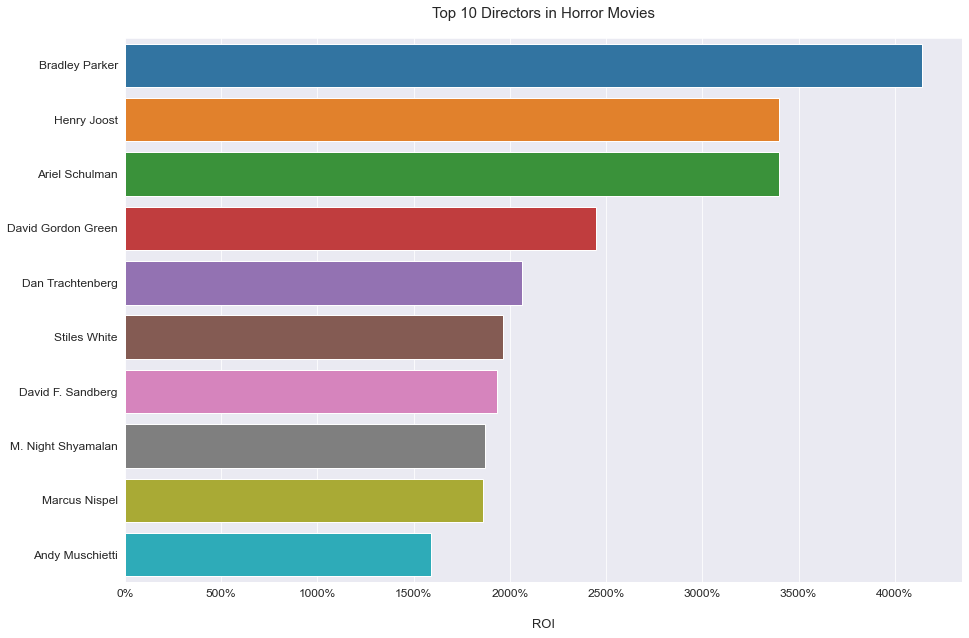 Top 10 Directors in Horror Movies
Bradley Parker
Henry Joost
Ariel Schulman
David Gordon Green
Dan Trachtenberg
Stiles White
David F. Sandberg
M. Night Shyamalan
Marcus Nispel
Andy Muschietti
0% 500% 1000% 1500% 2000% 2500% 3000% 3500% 4000%
ROI